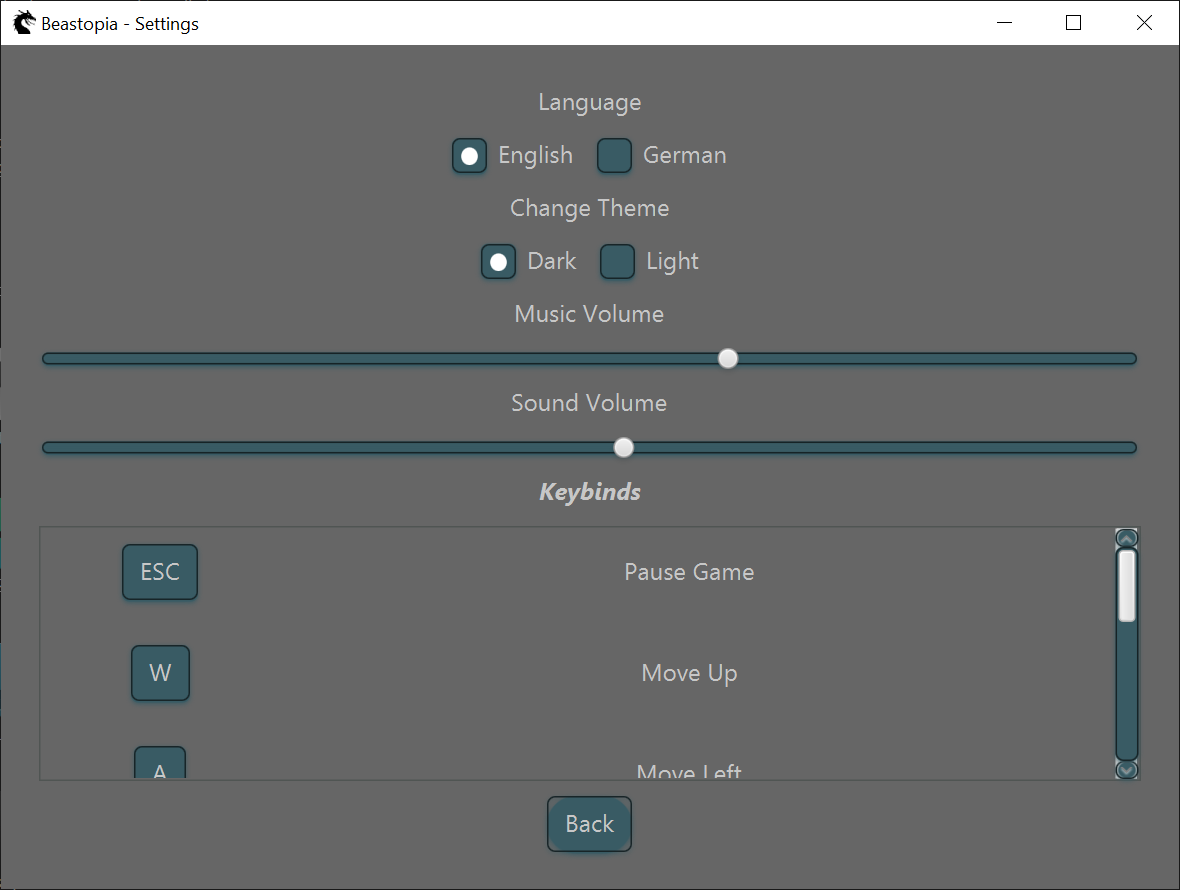 Beastopia - Settings
Language
English German
Change Theme
Dark Light
Music Volume
Sound Volume
Keybinds
ESC Pause Game
W Move Up
A Move Left
Back